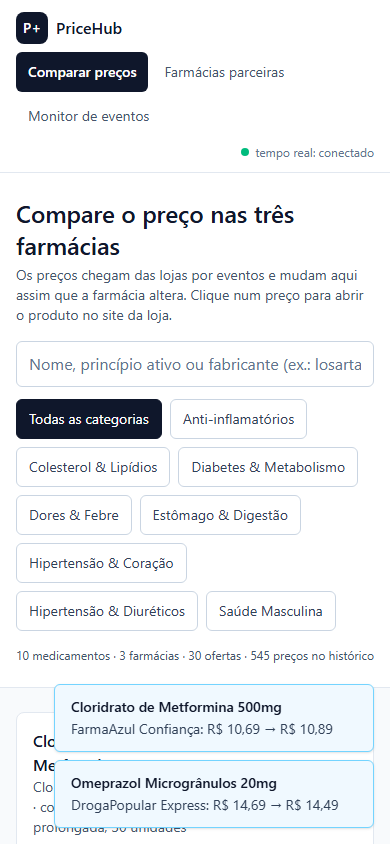 P+ PriceHub
Comparar preços
Farmácias parceiras
Monitor de eventos
tempo real: conectado
Compare o preço nas três
farmácias
Os preços chegam das lojas por eventos e mudam aqui
assim que a farmácia altera. Clique num preço para abrir
o produto no site da loja.
Nome, princípio ativo ou fabricante (ex.: losarta
Todas as categorias
Anti-inflamatórios
Colesterol & Lipídios
Diabetes & Metabolismo
Dores & Febre
Estômago & Digestão
Hipertensão & Coração
Hipertensão & Diuréticos
Saúde Masculina
10 medicamentos · 3 farmácias · 30 ofertas · 545 preços no histórico
Cloridrato de Metformina 500mg
FarmaAzul Confiança: R$ 10,69 → R$ 10,89
Omeprazol Microgrânulos 20mg
DrogaPopular Express: R$ 14,69 → R$ 14,49